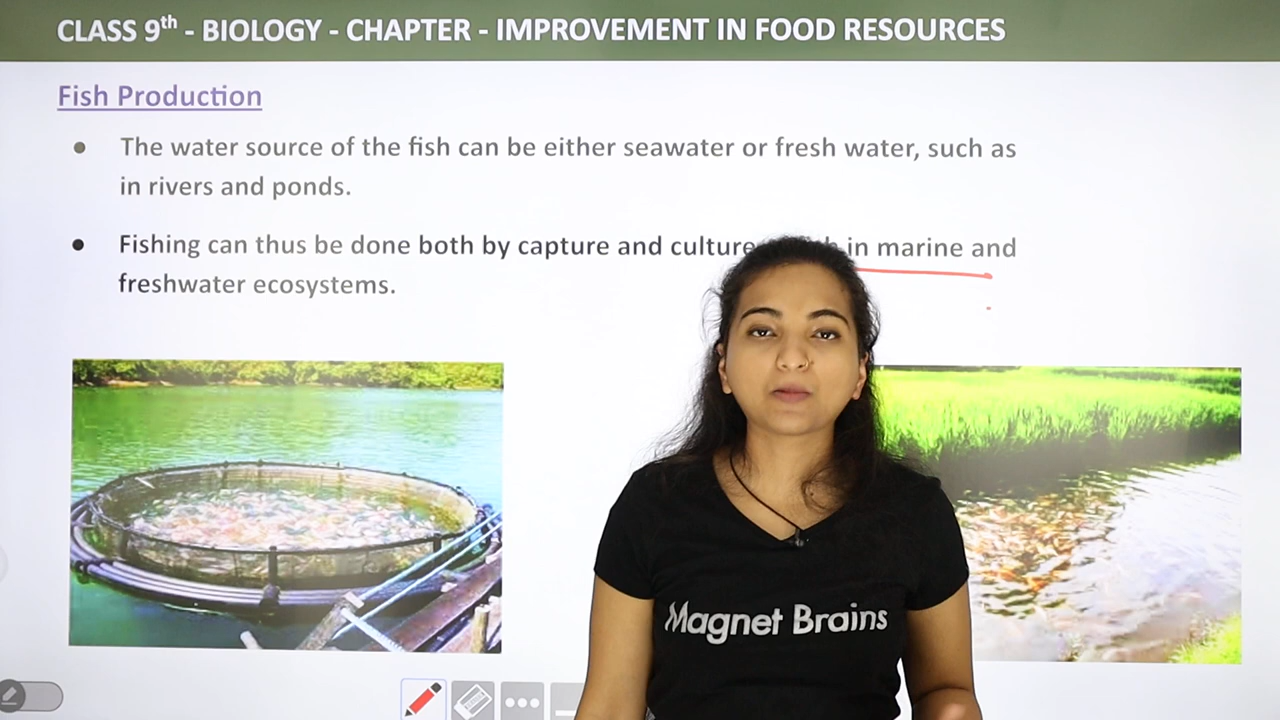 CLASS 9th - BIOLOGY - CHAPTER - IMPROVEMENT IN FOOD RESOURCES
Fish Production
● The water source of the fish can be either seawater or fresh water, such as
in rivers and ponds.
● Fishing can thus be done both by capture and culture in marine and
freshwater ecosystems.
Magnet Brains